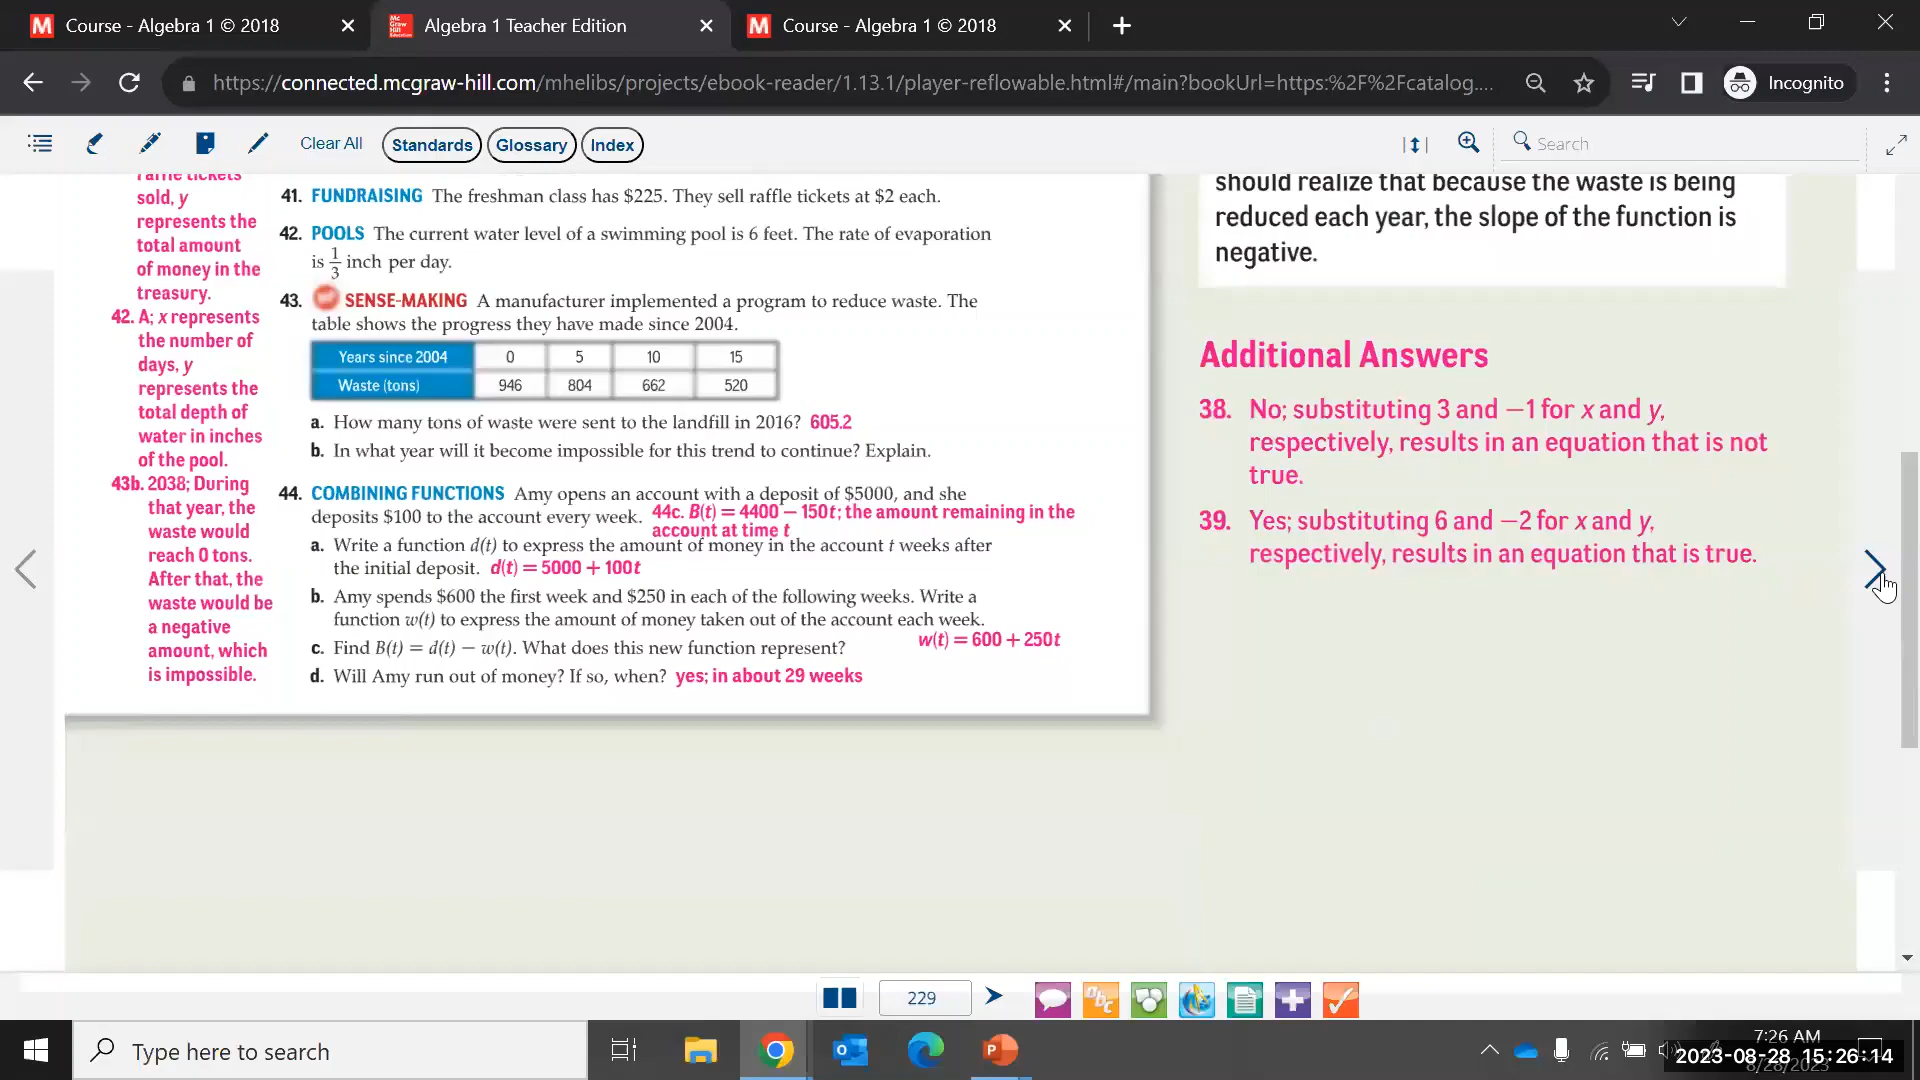 Course - Algebra 1 © 2018
Algebra 1 Teacher Edition
Course - Algebra 1 © 2018
https://connected.mcgraw-hill.com/mhelibs/projects/ebook-reader/1.13.1/player-reflowable.html#/main?bookUrl=https:%2F%2Fcatalog....
Incognito
Clear All
Standards
Glossary
Index
Search
raffle tickets
sold, y
represents the
total amount
of money in the
treasury.
42. A; x represents
the number of
days, y
represents the
total depth of
water in inches
of the pool.
43b. 2038; During
that year, the
waste would
reach 0 tons.
After that, the
waste would be
a negative
amount, which
is impossible.
41. FUNDRAISING The freshman class has $225. They sell raffle tickets at $2 each.
42. POOLS The current water level of a swimming pool is 6 feet. The rate of evaporation
is 1/3 inch per day.
43. SENSE-MAKING A manufacturer implemented a program to reduce waste. The
table shows the progress they have made since 2004.
Years since 2004 0 5 10 15
Waste (tons) 946 804 662 520
a. How many tons of waste were sent to the landfill in 2016? 605.2
b. In what year will it become impossible for this trend to continue? Explain.
44. COMBINING FUNCTIONS Amy opens an account with a deposit of $5000, and she
deposits $100 to the account every week. 44c. B(t) = 4400 − 150t; the amount remaining in the
account at time t
a. Write a function d(t) to express the amount of money in the account t weeks after
the initial deposit. d(t) = 5000 + 100t
b. Amy spends $600 the first week and $250 in each of the following weeks. Write a
function w(t) to express the amount of money taken out of the account each week.
w(t) = 600 + 250t
c. Find B(t) = d(t) − w(t). What does this new function represent?
d. Will Amy run out of money? If so, when? yes; in about 29 weeks
should realize that because the waste is being
reduced each year, the slope of the function is
negative.
Additional Answers
38. No; substituting 3 and −1 for x and y,
respectively, results in an equation that is not
true.
39. Yes; substituting 6 and −2 for x and y,
respectively, results in an equation that is true.
229
abc
Type here to search
7:26 AM
2023-08-28 15:26:14
8/28/2023